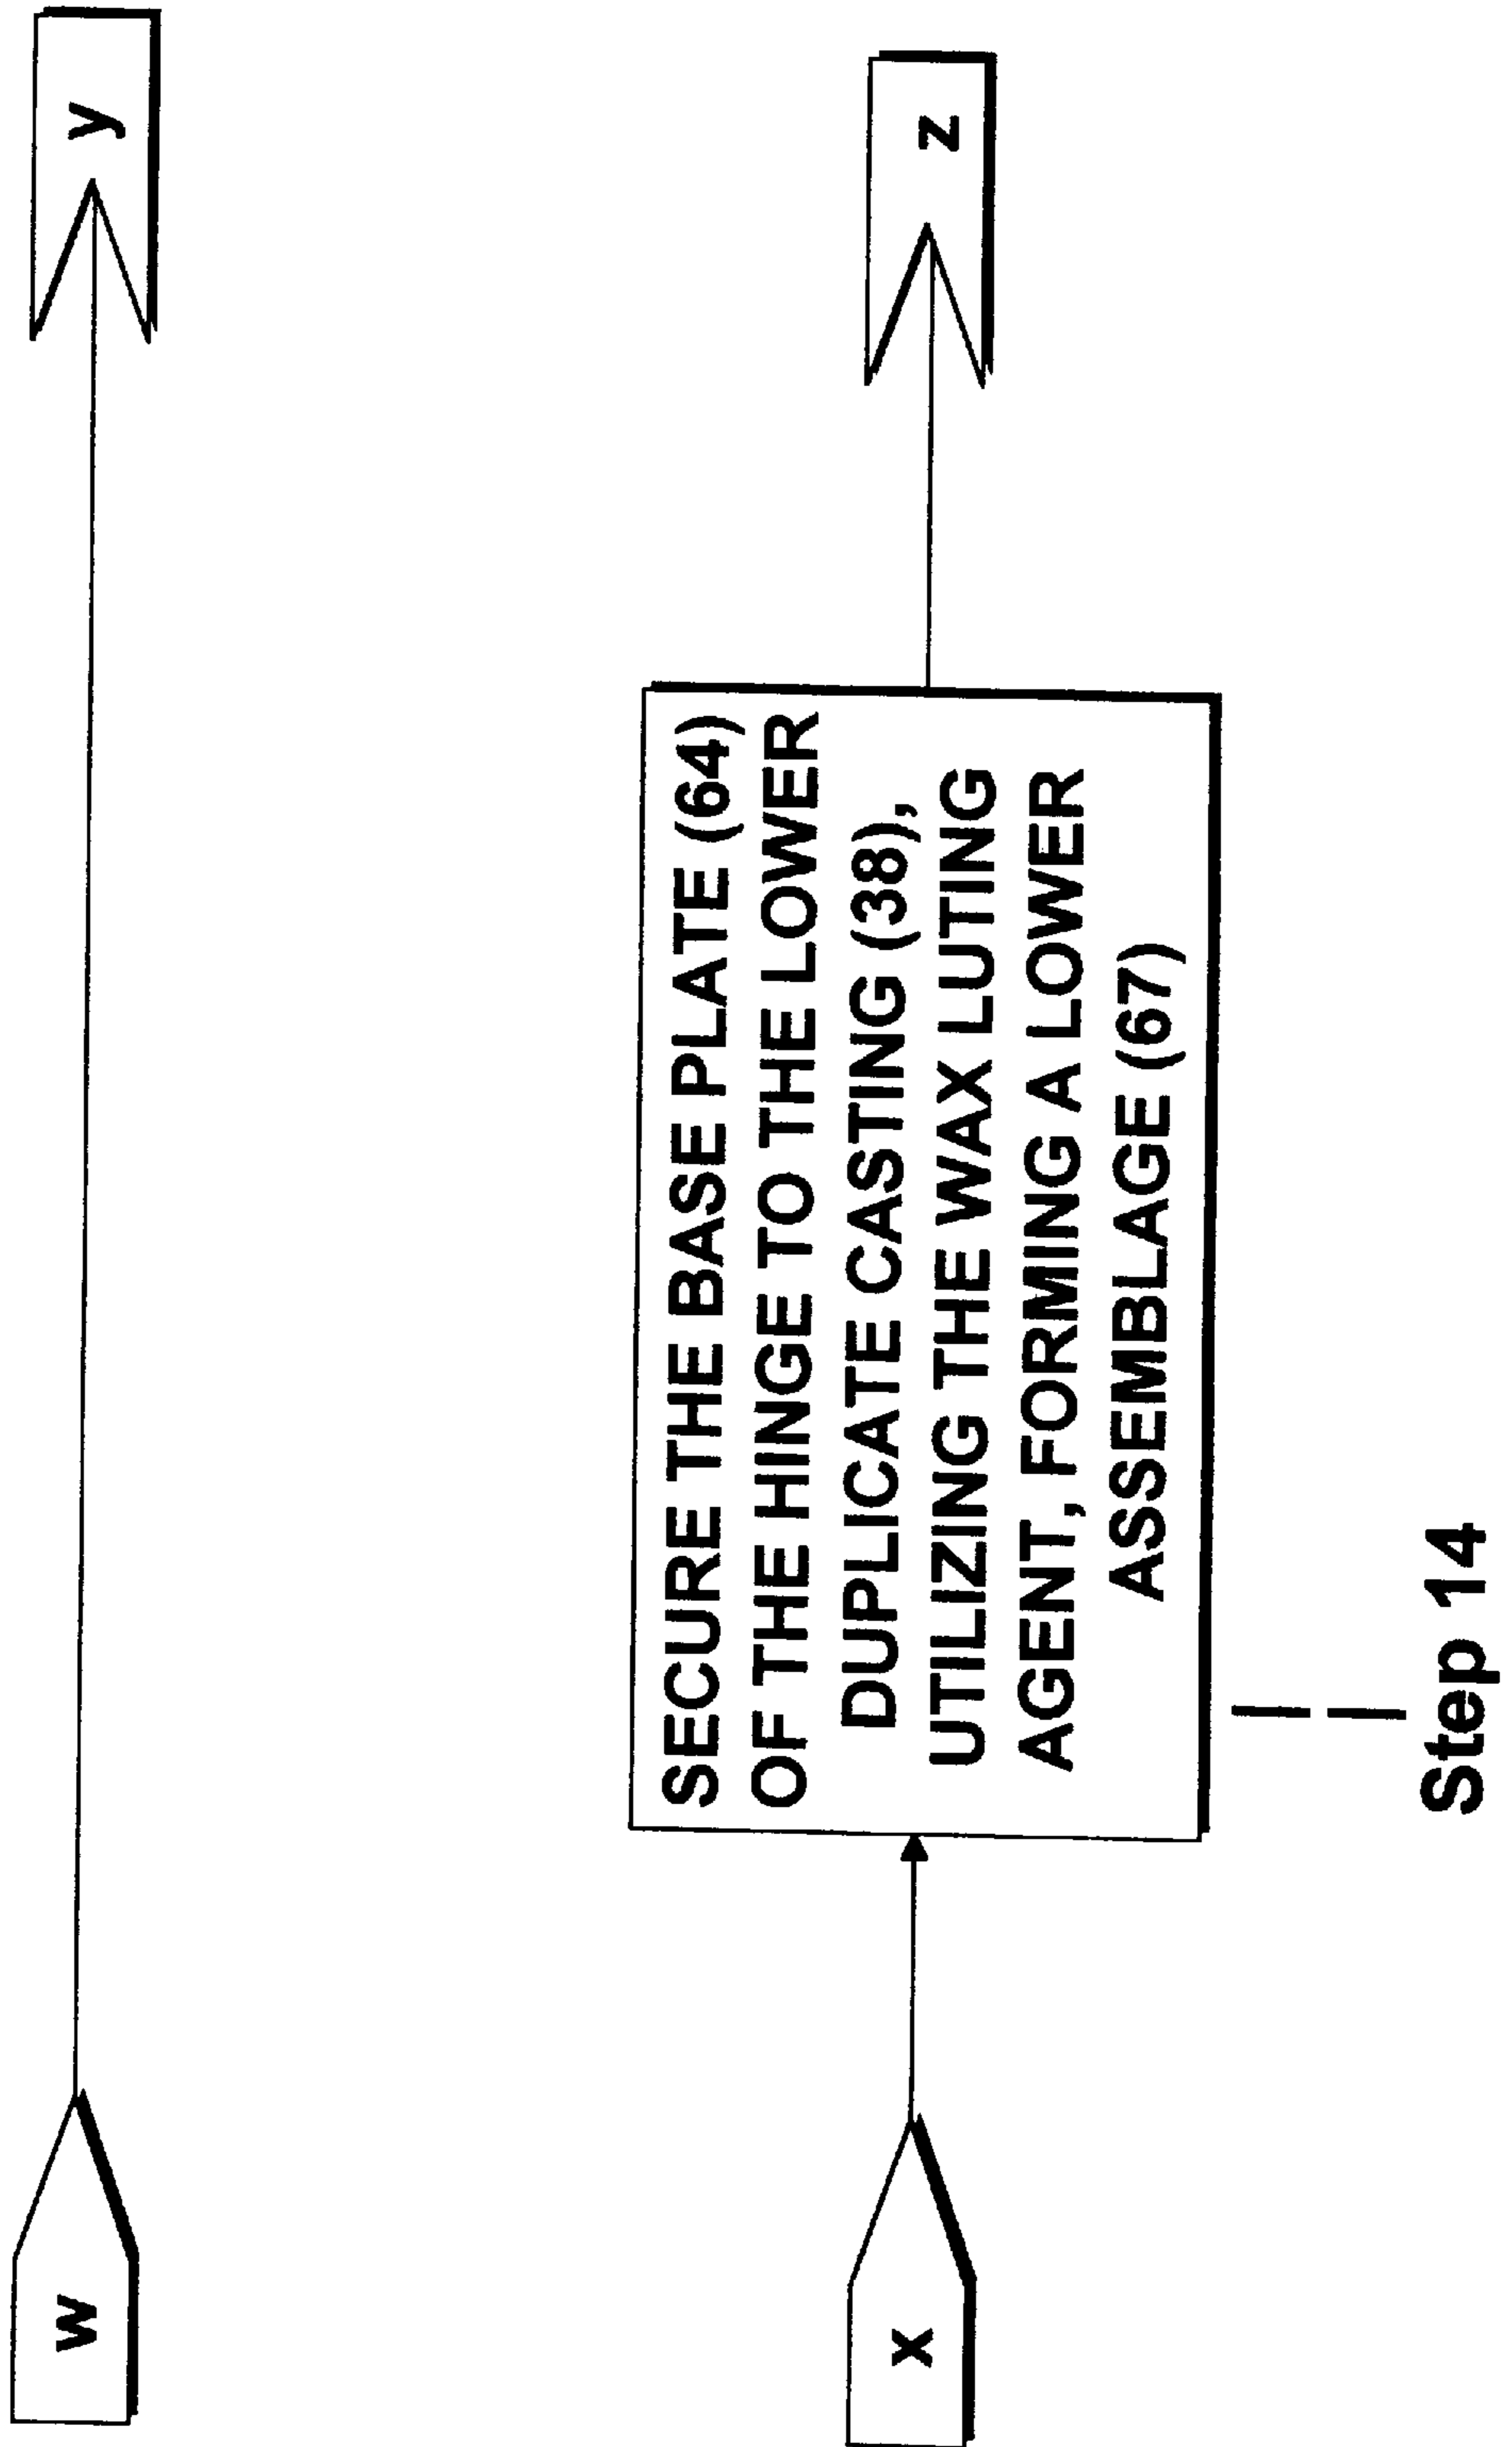 w
y
x
SECURE THE BASE PLATE (64)
OF THE HINGE TO THE LOWER
DUPLICATE CASTING (38),
UTILIZING THE WAX LUTING
AGENT, FORMING A LOWER
ASSEMBLAGE (67)
z
Step 14